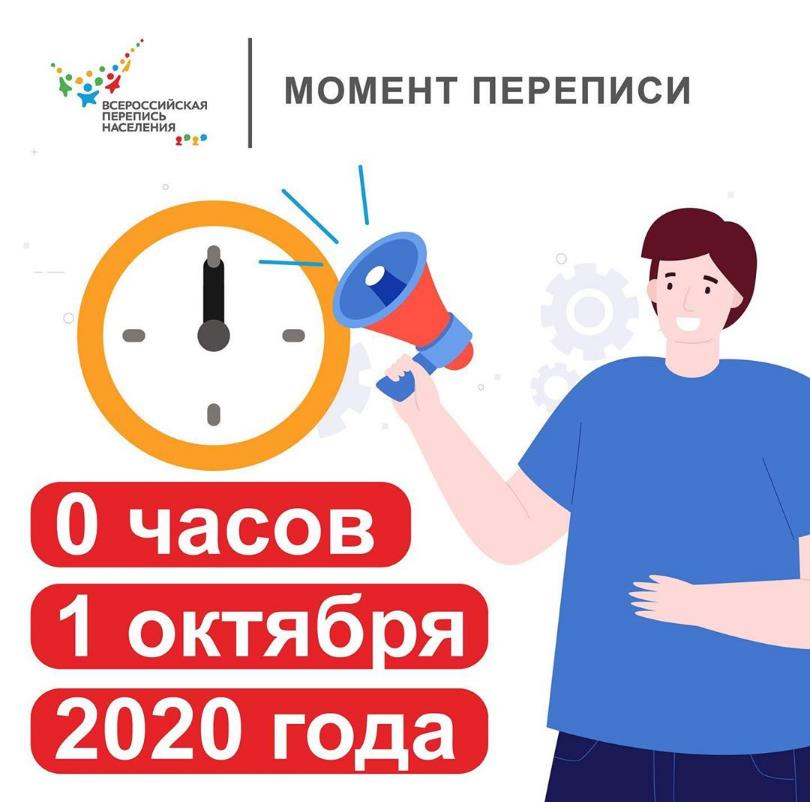 ВСЕРОССИЙСКАЯ
ПЕРЕПИСЬ
НАСЕЛЕНИЯ
2020
МОМЕНТ ПЕРЕПИСИ
0 часов
1 октября
2020 года